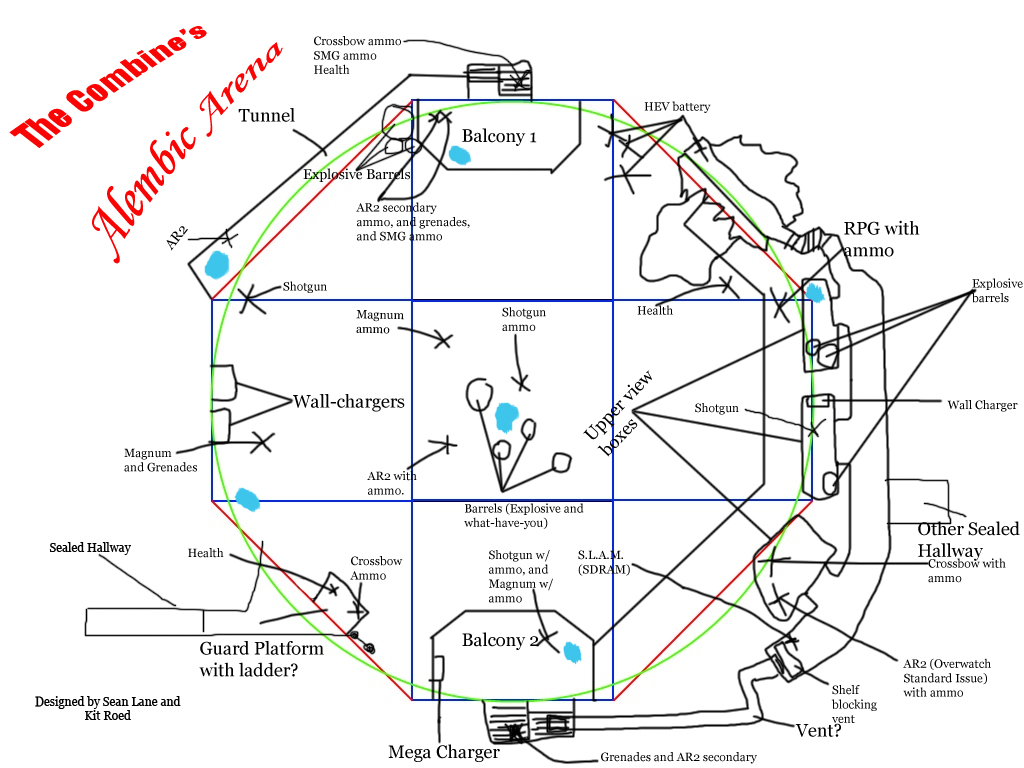 The Combine's
Alembic Arena
Crossbow ammo
SMG ammo
Health
Tunnel
HEV battery
Balcony 1
Explosive Barrels
AR2 secondary
ammo, and grenades,
and SMG ammo
AR2
RPG with
ammo
Shotgun
Health
Explosive
barrels
Magnum
ammo
Shotgun
ammo
Wall-chargers
Upper view
boxes
Shotgun
Wall Charger
Magnum
and Grenades
AR2 with
ammo.
Barrels (Explosive and
what-have-you)
Other Sealed
Hallway
Sealed Hallway
Health
Crossbow
Ammo
Shotgun w/
ammo, and
Magnum w/
ammo
S.L.A.M.
(SDRAM)
Crossbow with
ammo
Guard Platform
with ladder?
Balcony 2
AR2 (Overwatch
Standard Issue)
with ammo
Shelf
blocking
vent
Designed by Sean Lane and
Kit Roed
Vent?
Mega Charger
Grenades and AR2 secondary